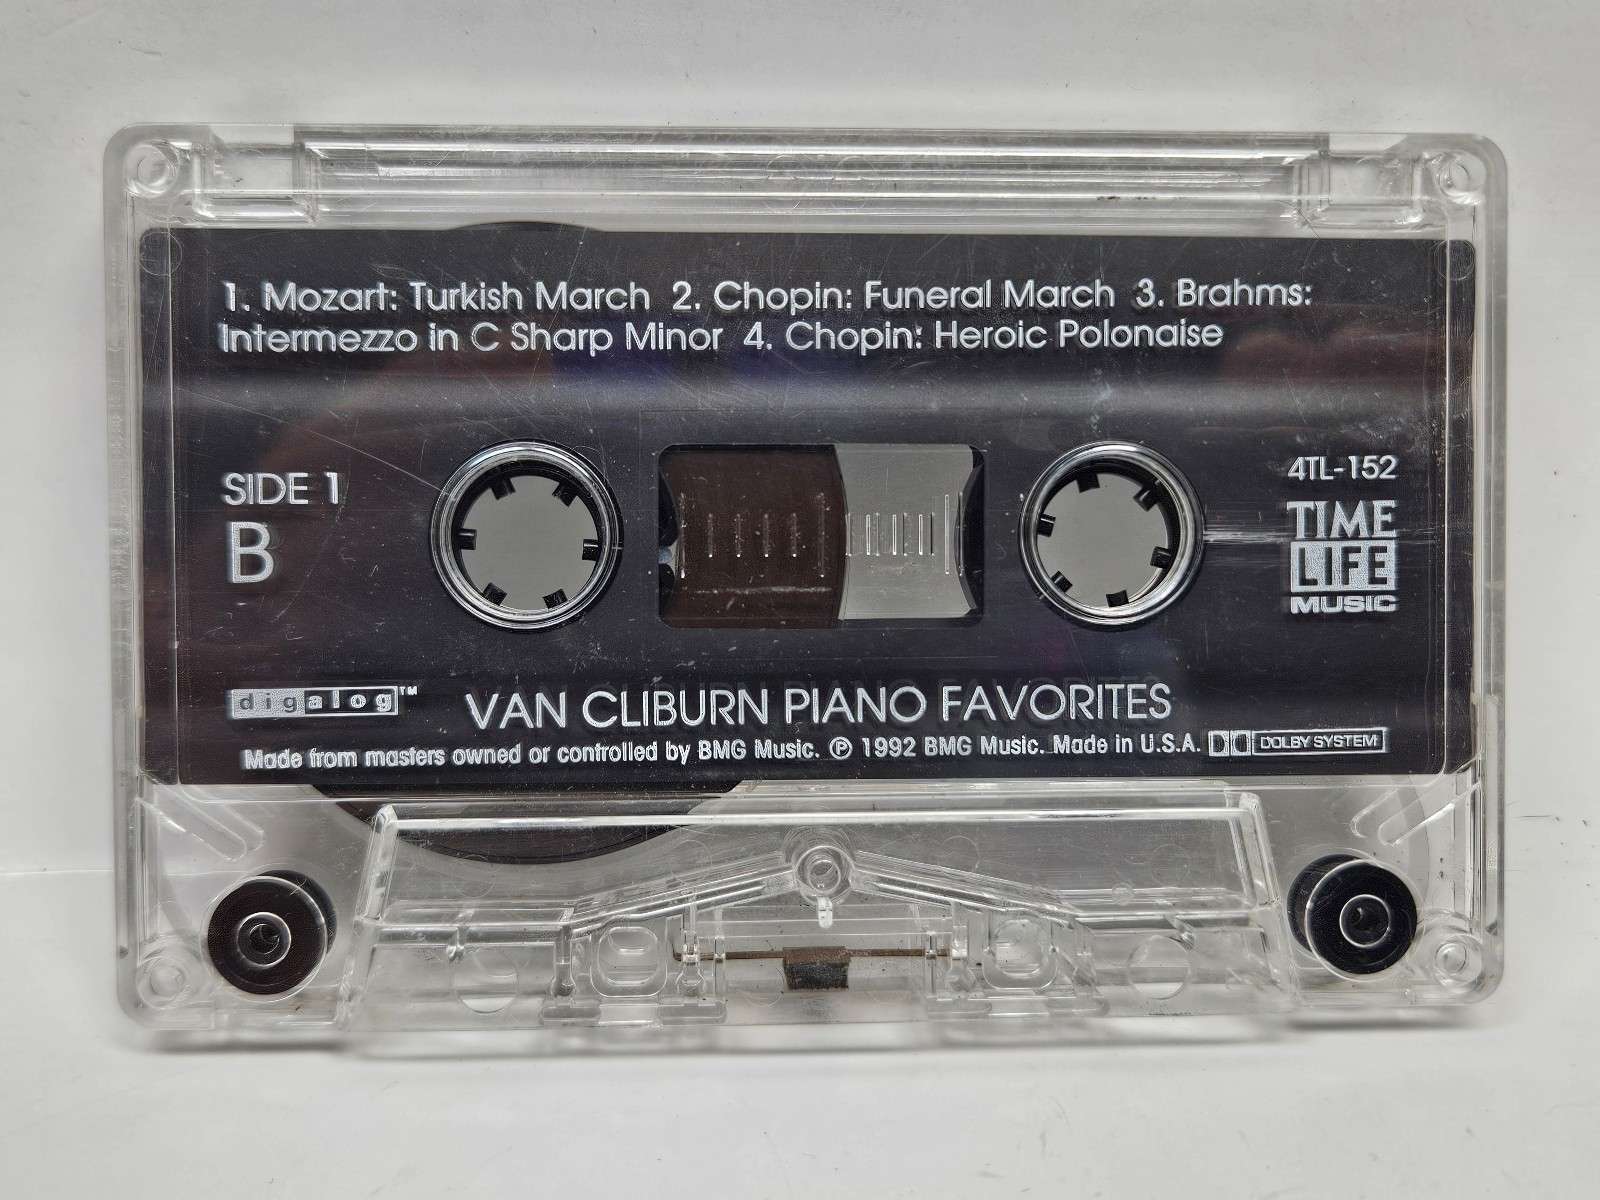 1. Mozart: Turkish March 2. Chopin: Funeral March 3. Brahms:
Intermezzo in C Sharp Minor 4. Chopin: Heroic Polonaise
SIDE 1
B
4TL-152
TIME
LIFE
MUSIC
digalog™
VAN CLIBURN PIANO FAVORITES
Made from masters owned or controlled by BMG Music. ℗ 1992 BMG Music. Made in U.S.A.
DOLBY SYSTEM